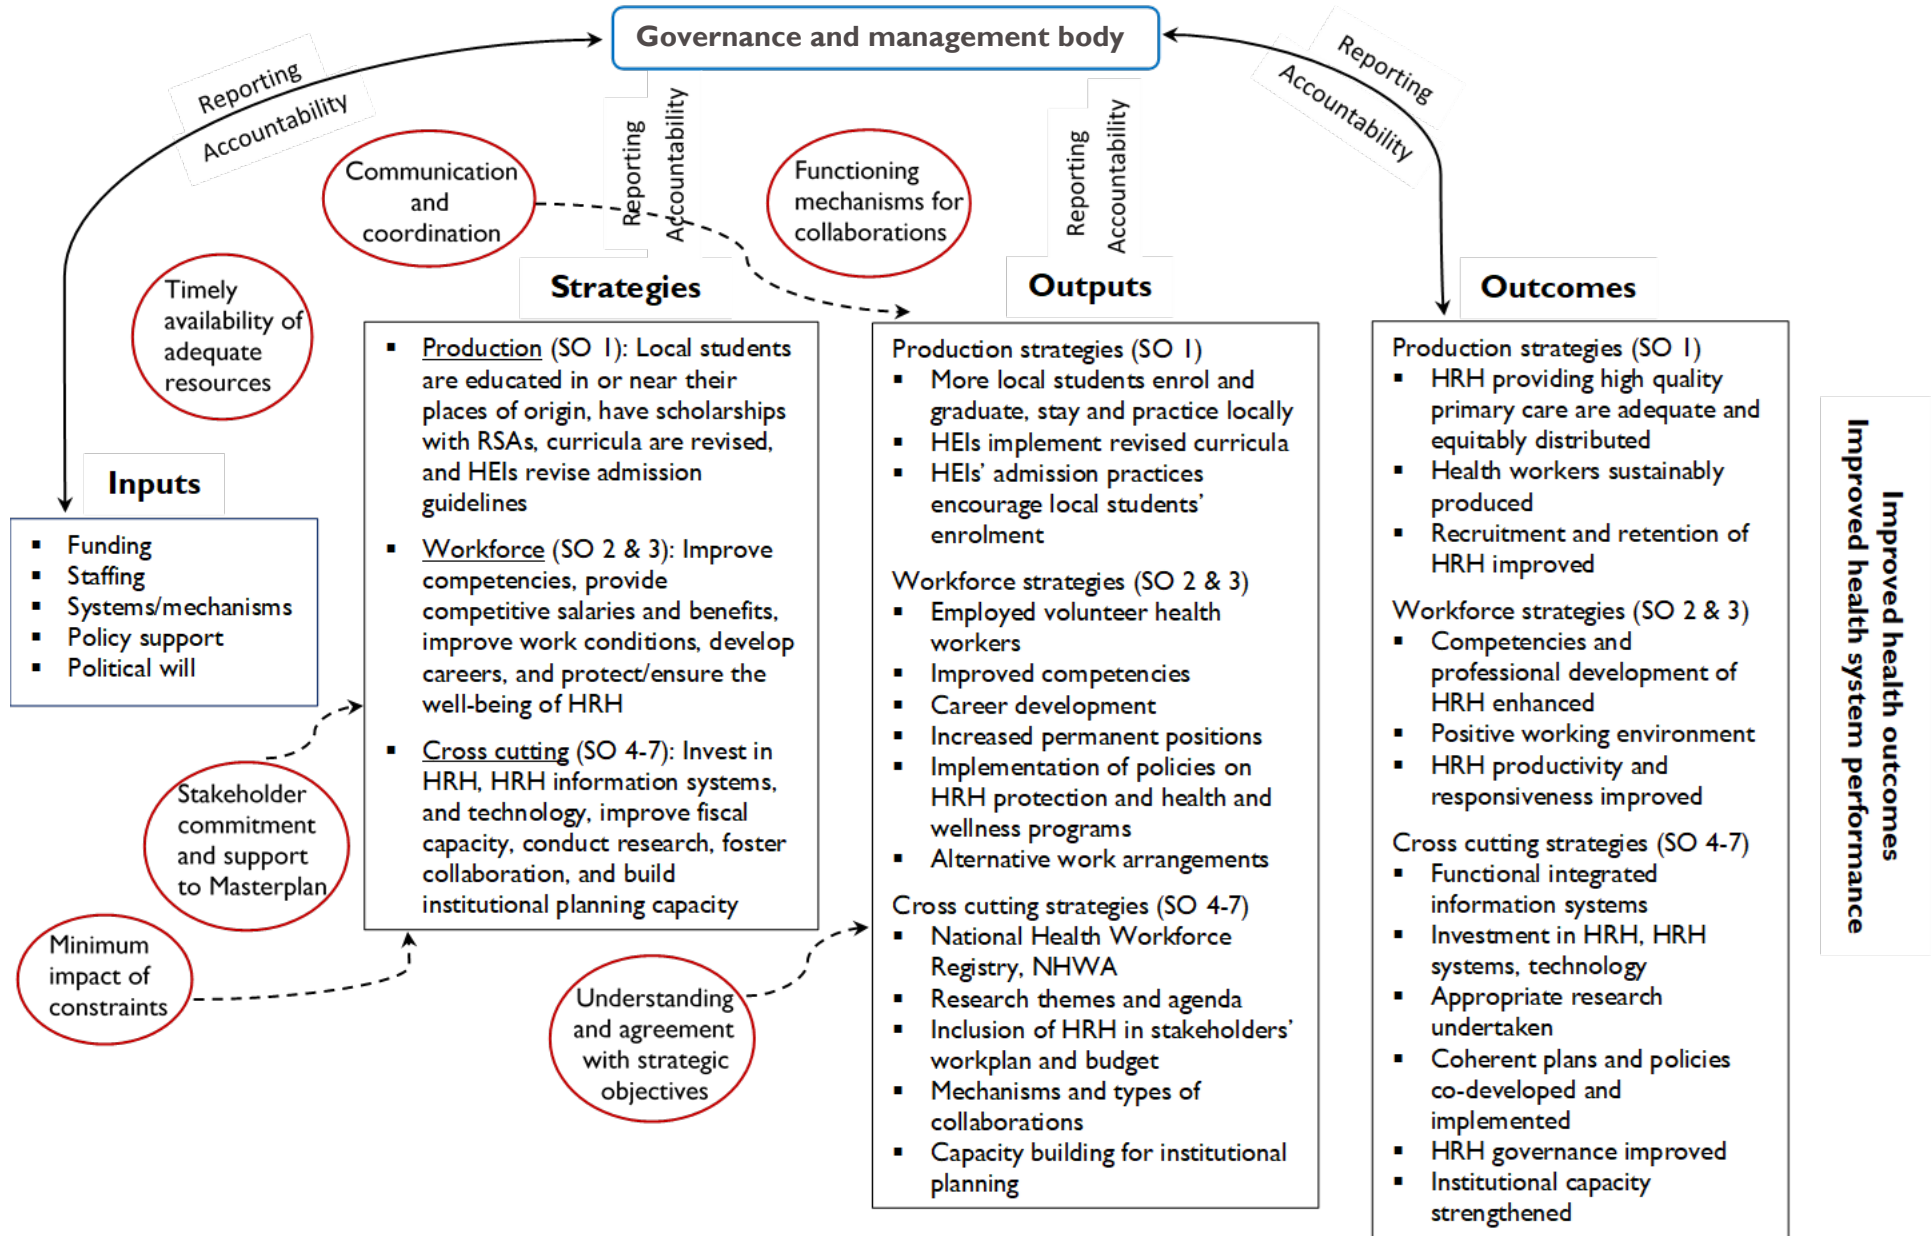 Governance and management body
Reporting
Accountability
Reporting
Accountability
Reporting
Accountability
Reporting
Accountability
Communication
and
coordination
Functioning
mechanisms for
collaborations
Timely
availability of
adequate
resources
Inputs
▪ Funding
▪ Staffing
▪ Systems/mechanisms
▪ Policy support
▪ Political will
Stakeholder
commitment
and support
to Masterplan
Minimum
impact of
constraints
Strategies
▪ Production (SO 1): Local students
are educated in or near their
places of origin, have scholarships
with RSAs, curricula are revised,
and HEIs revise admission
guidelines
▪ Workforce (SO 2 & 3): Improve
competencies, provide
competitive salaries and benefits,
improve work conditions, develop
careers, and protect/ensure the
well-being of HRH
▪ Cross cutting (SO 4-7): Invest in
HRH, HRH information systems,
and technology, improve fiscal
capacity, conduct research, foster
collaboration, and build
institutional planning capacity
Understanding
and agreement
with strategic
objectives
Outputs
Production strategies (SO 1)
▪ More local students enrol and
graduate, stay and practice locally
▪ HEIs implement revised curricula
▪ HEIs’ admission practices
encourage local students’
enrolment
Workforce strategies (SO 2 & 3)
▪ Employed volunteer health
workers
▪ Improved competencies
▪ Career development
▪ Increased permanent positions
▪ Implementation of policies on
HRH protection and health and
wellness programs
▪ Alternative work arrangements
Cross cutting strategies (SO 4-7)
▪ National Health Workforce
Registry, NHWA
▪ Research themes and agenda
▪ Inclusion of HRH in stakeholders’
workplan and budget
▪ Mechanisms and types of
collaborations
▪ Capacity building for institutional
planning
Outcomes
Production strategies (SO 1)
▪ HRH providing high quality
primary care are adequate and
equitably distributed
▪ Health workers sustainably
produced
▪ Recruitment and retention of
HRH improved
Workforce strategies (SO 2 & 3)
▪ Competencies and
professional development of
HRH enhanced
▪ Positive working environment
▪ HRH productivity and
responsiveness improved
Cross cutting strategies (SO 4-7)
▪ Functional integrated
information systems
▪ Investment in HRH, HRH
systems, technology
▪ Appropriate research
undertaken
▪ Coherent plans and policies
co-developed and
implemented
▪ HRH governance improved
▪ Institutional capacity
strengthened
Improved health outcomes
Improved health system performance